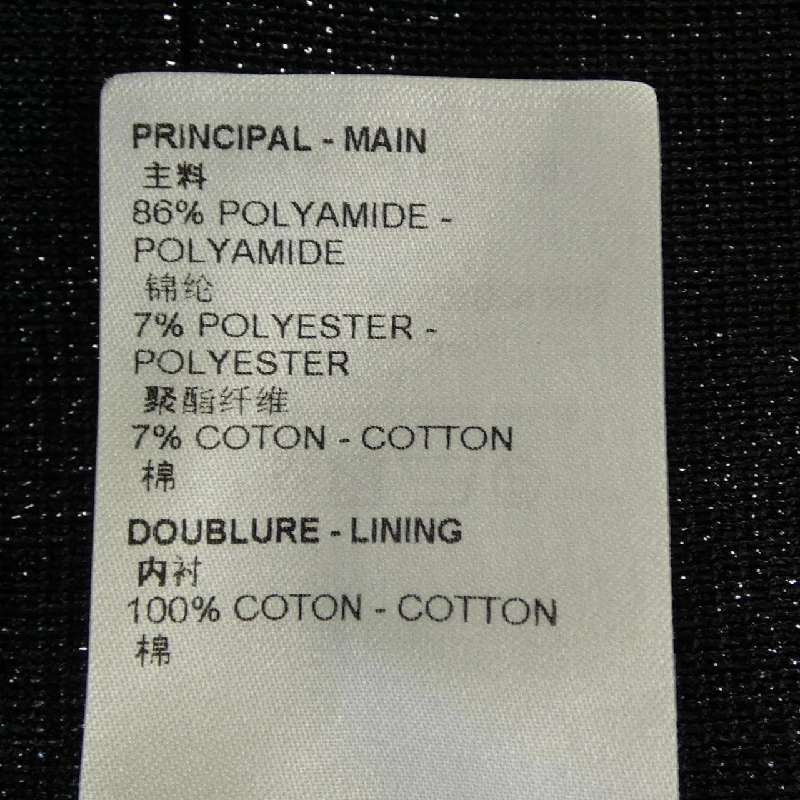 PRINCIPAL - MAIN
主料
86% POLYAMIDE -
POLYAMIDE
锦纶
7% POLYESTER -
POLYESTER
聚酯纤维
7% COTON - COTTON
棉
DOUBLURE - LINING
内衬
100% COTON - COTTON
棉